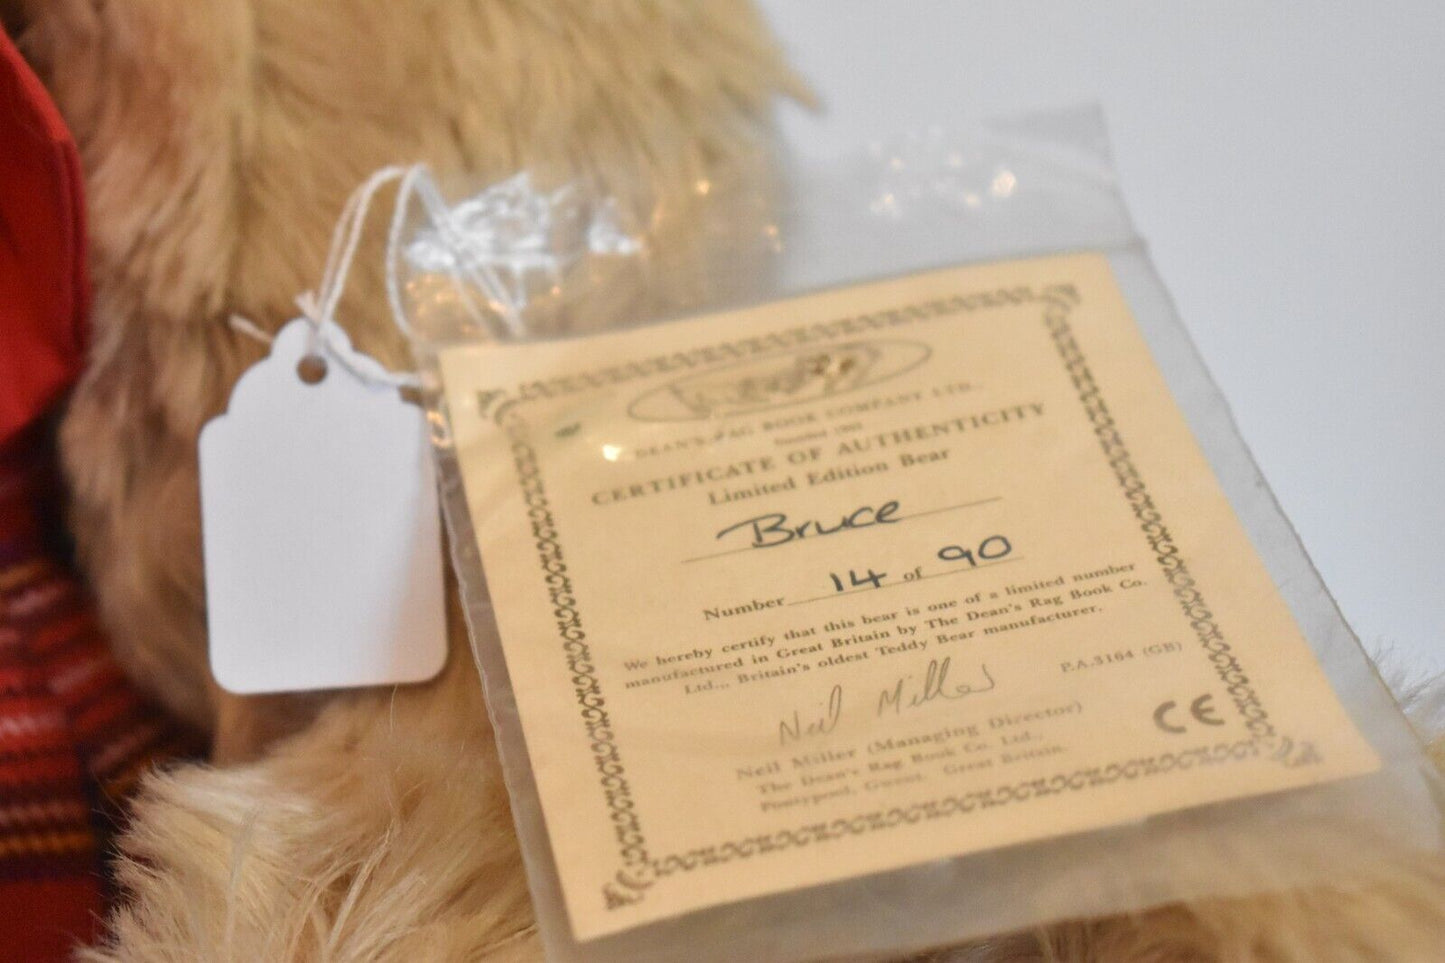 DEAN'S RAG BOOK COMPANY LTD.
CERTIFICATE OF AUTHENTICITY
Limited Edition Bear
Bruce
Number 14 of 90
We hereby certify that this bear is one of a limited number
manufactured in Great Britain by The Dean's Rag Book Co.
Ltd., Britain's oldest Teddy Bear manufacturer.
Neil Miller
P.A.3164 (GB)
Neil Miller (Managing Director)
The Dean's Rag Book Co. Ltd.,
Pontypool, Gwent. Great Britain.
CE